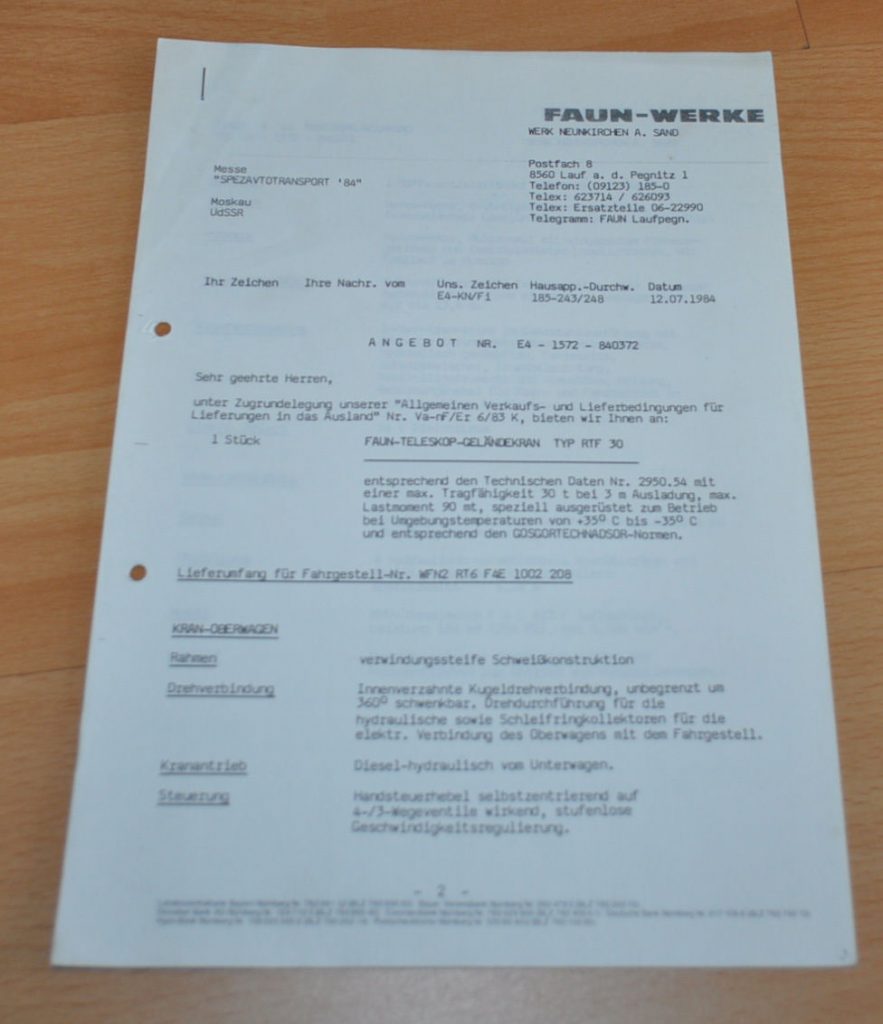 FAUN-WERKE
WERK NEUNKIRCHEN A. SAND
Messe
"SPEZAVTOTRANSPORT '84"
Moskau
UdSSR
Postfach 8
8560 Lauf a. d. Pegnitz 1
Telefon: (09123) 185-0
Telex: 623714 / 626093
Telex: Ersatzteile 06-22990
Telegramm: FAUN Laufpegn.
Ihr Zeichen Ihre Nachr. vom Uns. Zeichen Hausapp.-Durchw. Datum
E4-KN/Fi 185-243/248 12.07.1984
A N G E B O T NR. E4 - 1572 - 840372
Sehr geehrte Herren,
unter Zugrundelegung unserer "Allgemeinen Verkaufs- und Lieferbedingungen für
Lieferungen in das Ausland" Nr. Va-nF/Er 6/83 K, bieten wir Ihnen an:
1 Stück FAUN-TELESKOP-GELÄNDEKRAN TYP RTF 30
entsprechend den Technischen Daten Nr. 2950.54 mit
einer max. Tragfähigkeit 30 t bei 3 m Ausladung, max.
Lastmoment 90 mt, speziell ausgerüstet zum Betrieb
bei Umgebungstemperaturen von +35° C bis -35° C
und entsprechend den GOSGORTECHNADSOR-Normen.
Lieferumfang für Fahrgestell-Nr. WFN2 RT6 F4E 1002 208
KRAN-OBERWAGEN
Rahmen verwindungssteife Schweißkonstruktion
Drehverbindung Innenverzahnte Kugeldrehverbindung, unbegrenzt um
360° schwenkbar. Drehdurchführung für die
hydraulische sowie Schleifringkollektoren für die
elektr. Verbindung des Oberwagens mit dem Fahrgestell.
Kranantrieb Diesel-hydraulisch vom Unterwagen.
Steuerung Handsteuerhebel selbstzentrierend auf
4-/3-Wegeventile wirkend, stufenlose
Geschwindigkeitsregulierung.
- 2 -